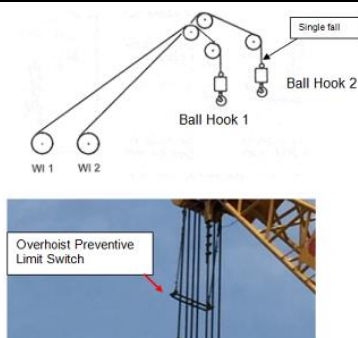 Single fall
Ball Hook 2
Ball Hook 1
WI 1
WI 2
Overhoist Preventive
Limit Switch